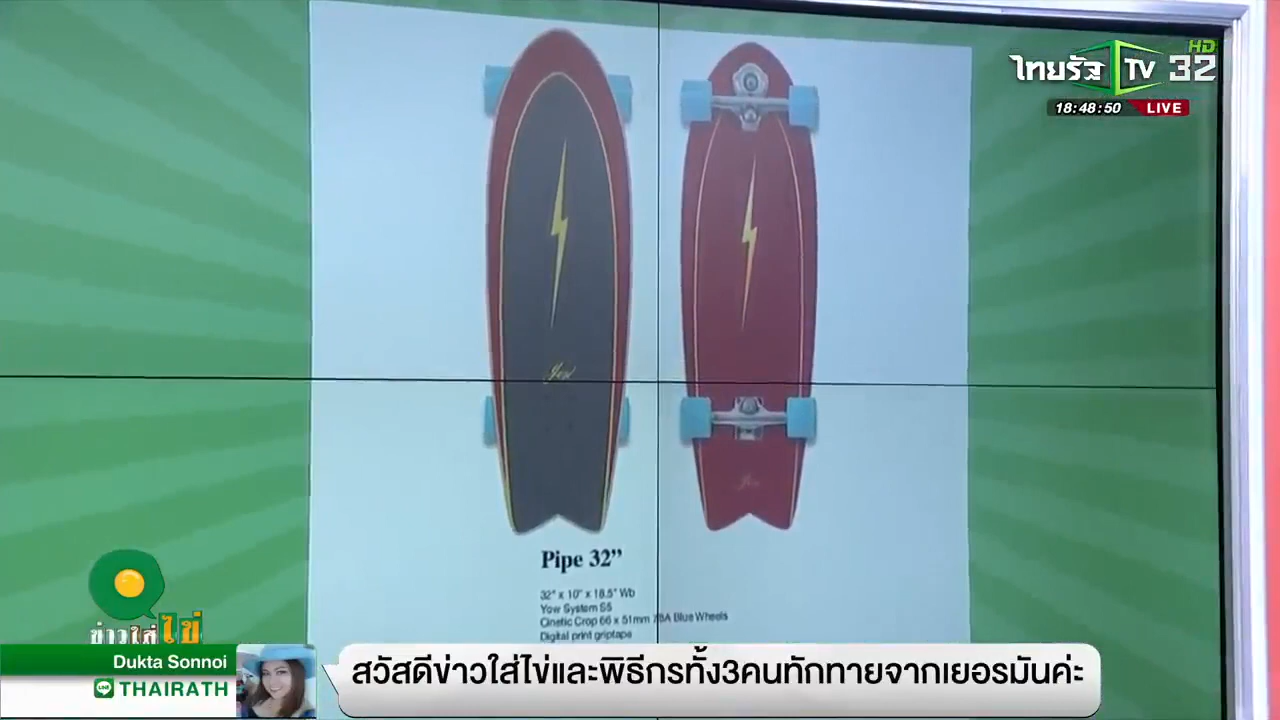 ไทยรัฐ TV HD 32
18:48:50 LIVE
Yow
Pipe 32”
32" x 10" x 18.5" Wb
Yow System S5
Cinetic Crop 66 x 51mm 78A Blue Wheels
Digital print griptape
ข่าวใส่ไข่
Dukta Sonnoi
LINE THAIRATH
สวัสดีข่าวใส่ไข่และพิธีกรทั้ง3คนทักทายจากเยอรมันค่ะ